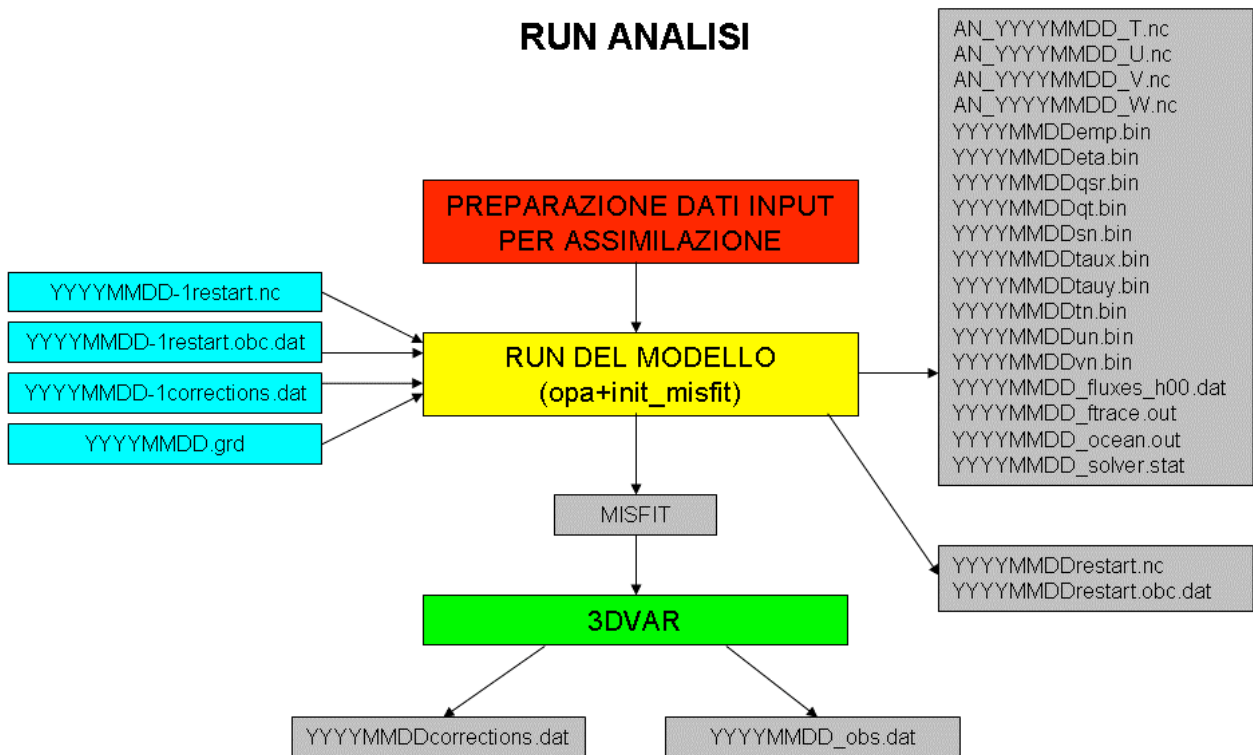 RUN ANALISI
AN_YYYYMMDD_T.nc
AN_YYYYMMDD_U.nc
AN_YYYYMMDD_V.nc
AN_YYYYMMDD_W.nc
YYYYMMDDemp.bin
YYYYMMDDeta.bin
YYYYMMDDqsr.bin
YYYYMMDDqt.bin
YYYYMMDDsn.bin
YYYYMMDDtaux.bin
YYYYMMDDtauy.bin
YYYYMMDDtn.bin
YYYYMMDDun.bin
YYYYMMDDvn.bin
YYYYMMDD_fluxes_h00.dat
YYYYMMDD_ftrace.out
YYYYMMDD_ocean.out
YYYYMMDD_solver.stat
PREPARAZIONE DATI INPUT
PER ASSIMILAZIONE
YYYYMMDD-1restart.nc
YYYYMMDD-1restart.obc.dat
YYYYMMDD-1corrections.dat
YYYYMMDD.grd
RUN DEL MODELLO
(opa+init_misfit)
MISFIT
YYYYMMDDrestart.nc
YYYYMMDDrestart.obc.dat
3DVAR
YYYYMMDDcorrections.dat
YYYYMMDD_obs.dat